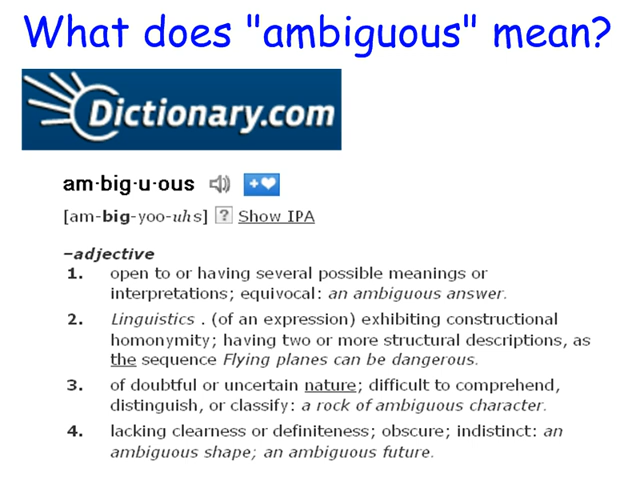 What does "ambiguous" mean?
Dictionary.com
am·big·u·ous
[am-big-yoo-uhs] ? Show IPA
–adjective
1. open to or having several possible meanings or
interpretations; equivocal: an ambiguous answer.
2. Linguistics . (of an expression) exhibiting constructional
homonymity; having two or more structural descriptions, as
the sequence Flying planes can be dangerous.
3. of doubtful or uncertain nature; difficult to comprehend,
distinguish, or classify: a rock of ambiguous character.
4. lacking clearness or definiteness; obscure; indistinct: an
ambiguous shape; an ambiguous future.